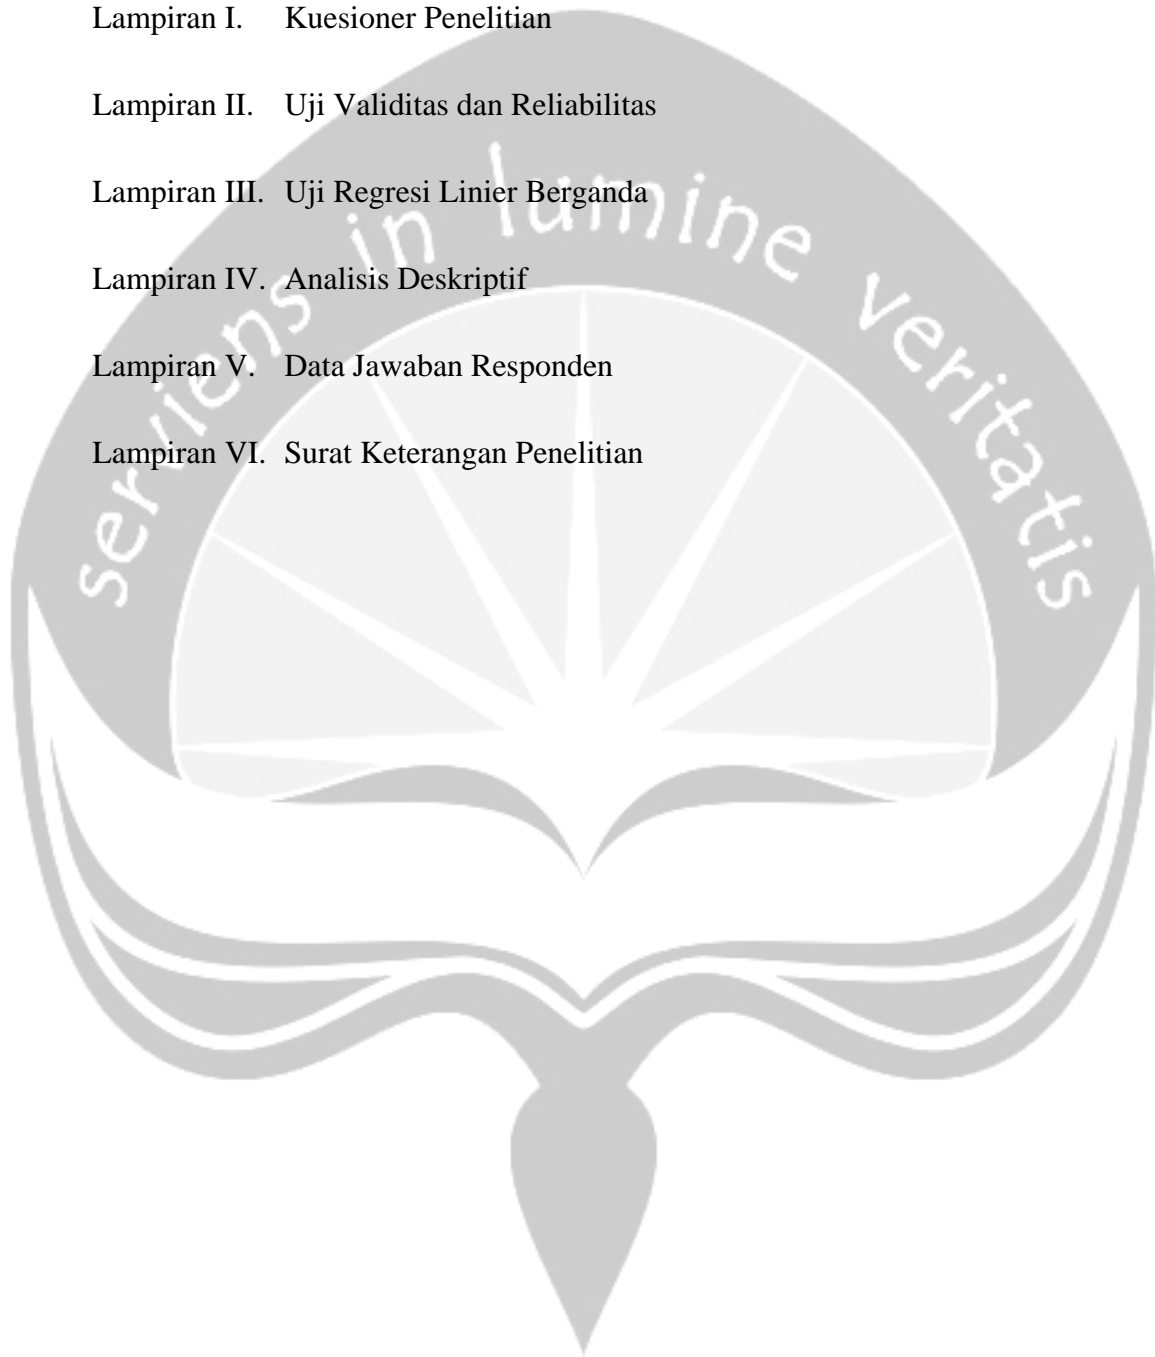 Lampiran I. Kuesioner Penelitian
Lampiran II. Uji Validitas dan Reliabilitas
Lampiran III. Uji Regresi Linier Berganda
Lampiran IV. Analisis Deskriptif
Lampiran V. Data Jawaban Responden
Lampiran VI. Surat Keterangan Penelitian
serviens in lumine veritatis